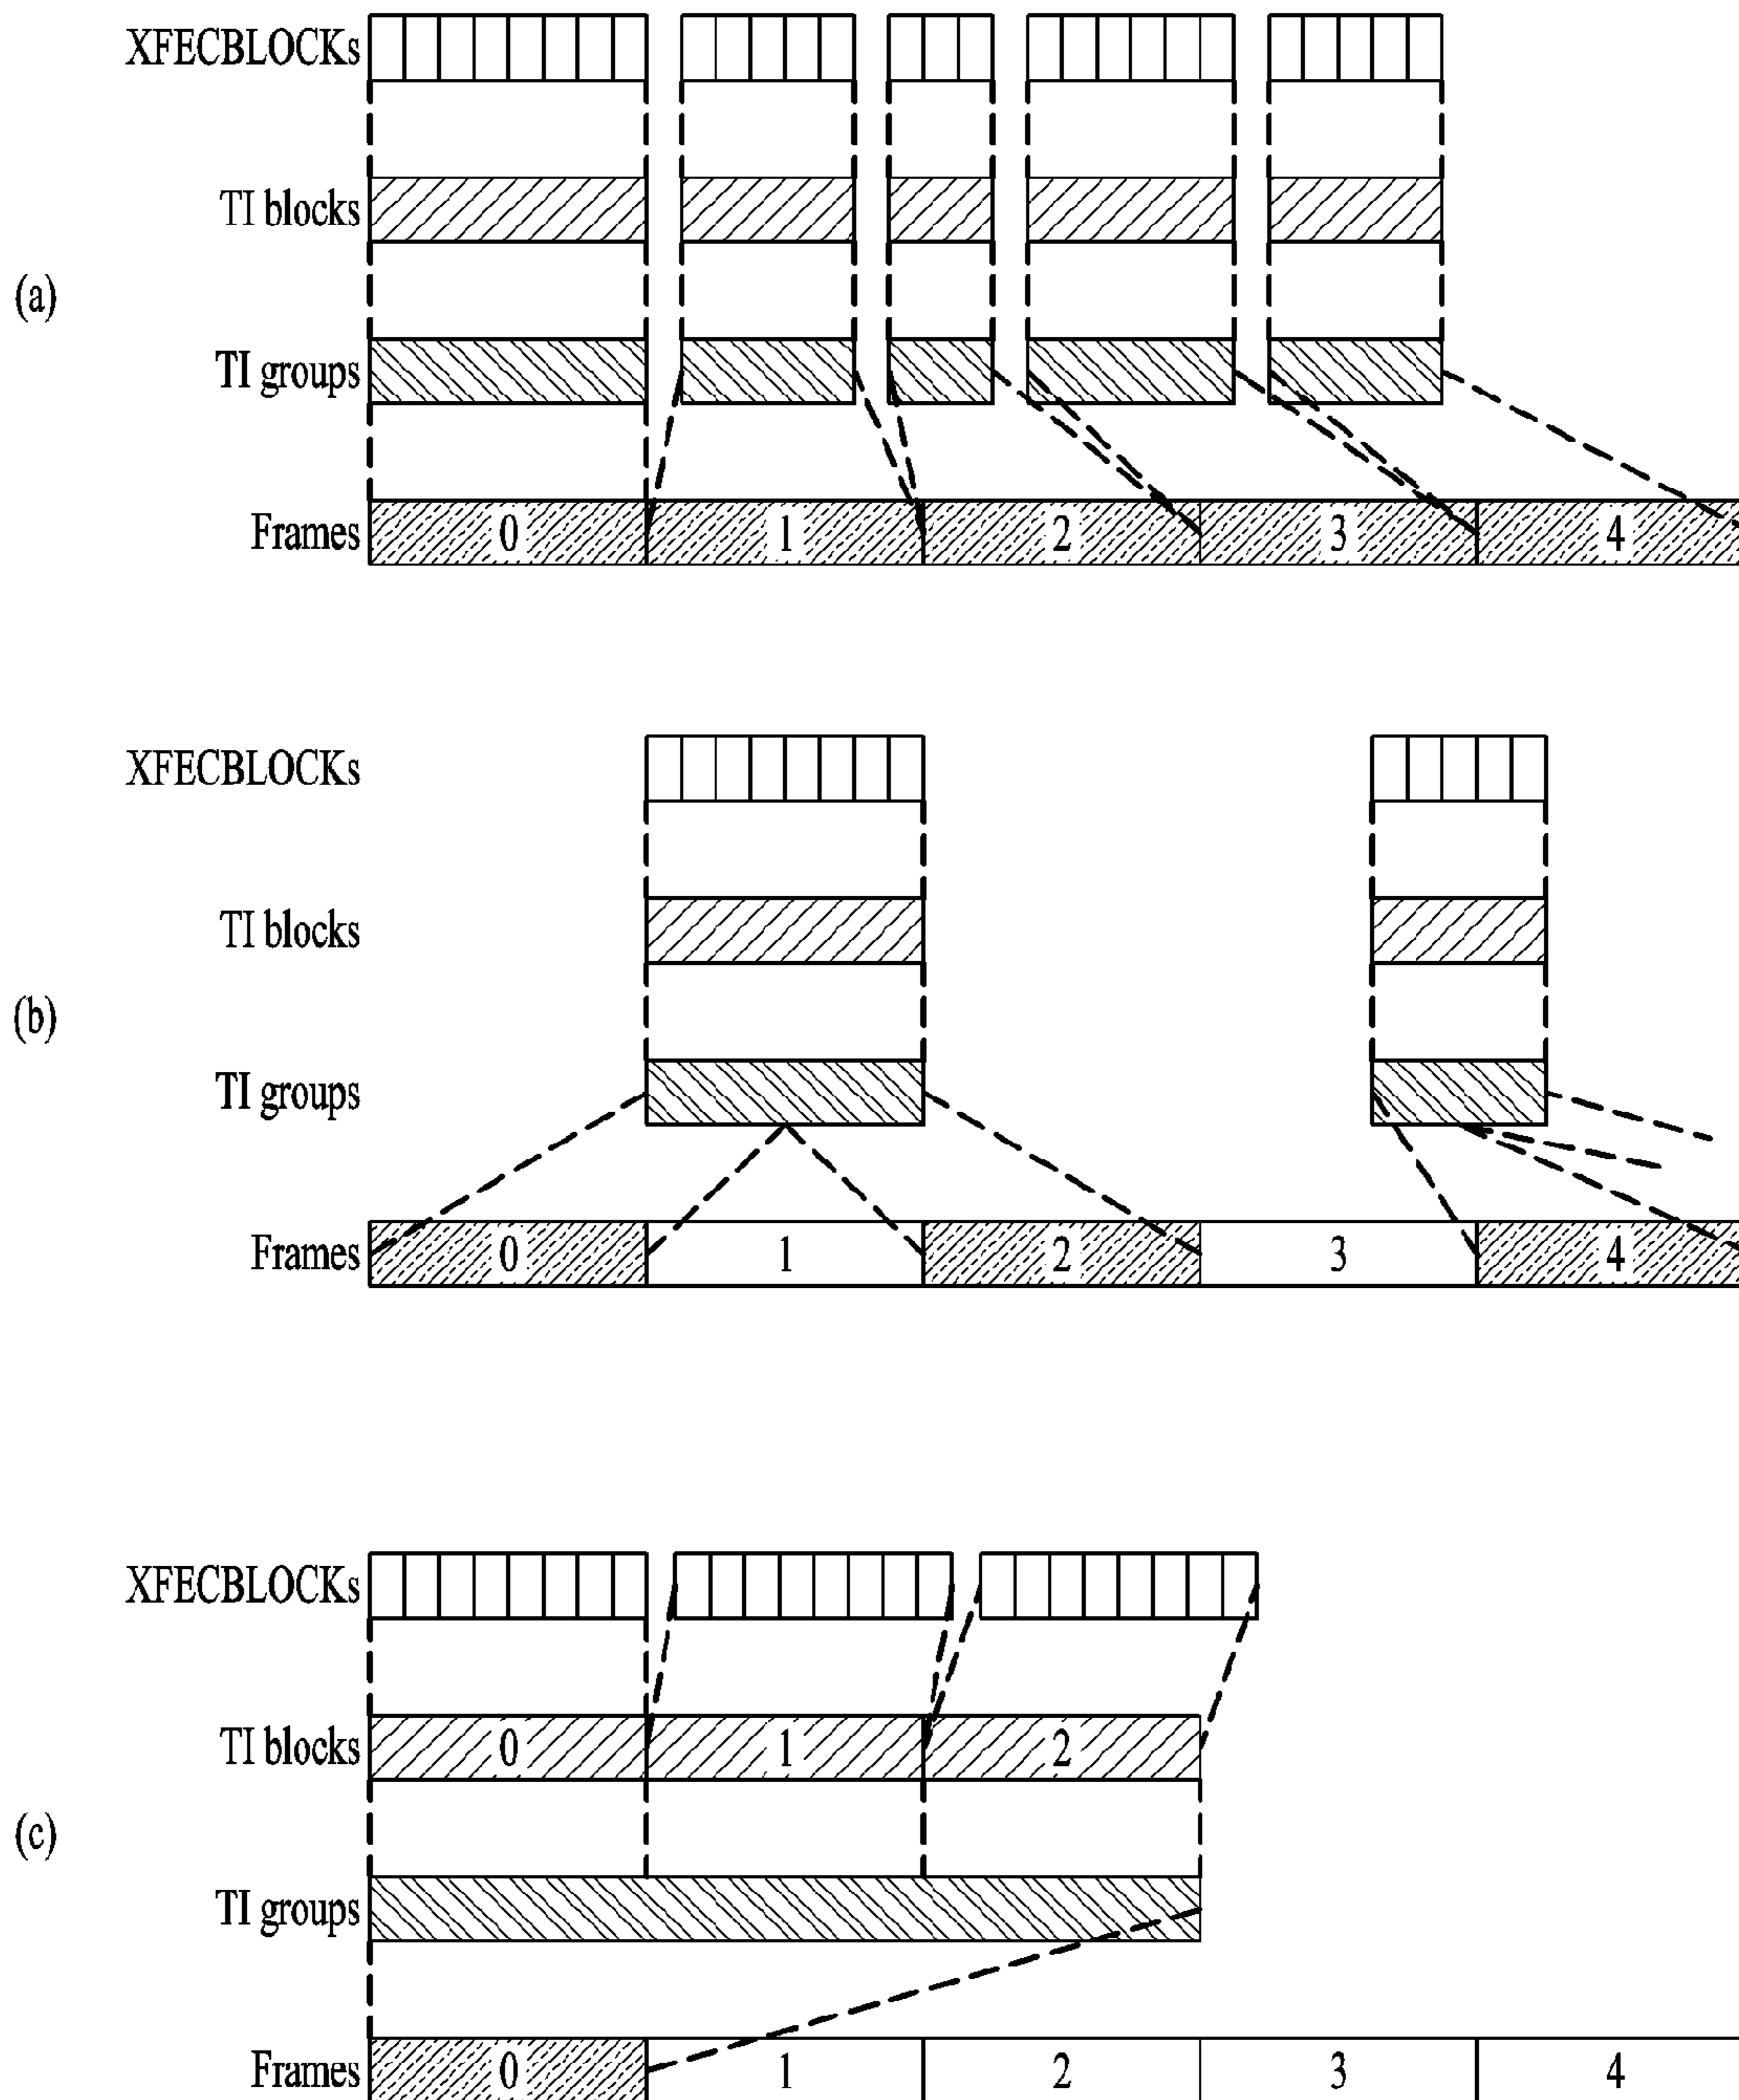 XFECBLOCKs
TI blocks
(a)
TI groups
Frames 0 1 2 3 4
XFECBLOCKs
TI blocks
(b)
TI groups
Frames 0 1 2 3 4
XFECBLOCKs
TI blocks 0 1 2
(c)
TI groups
Frames 0 1 2 3 4